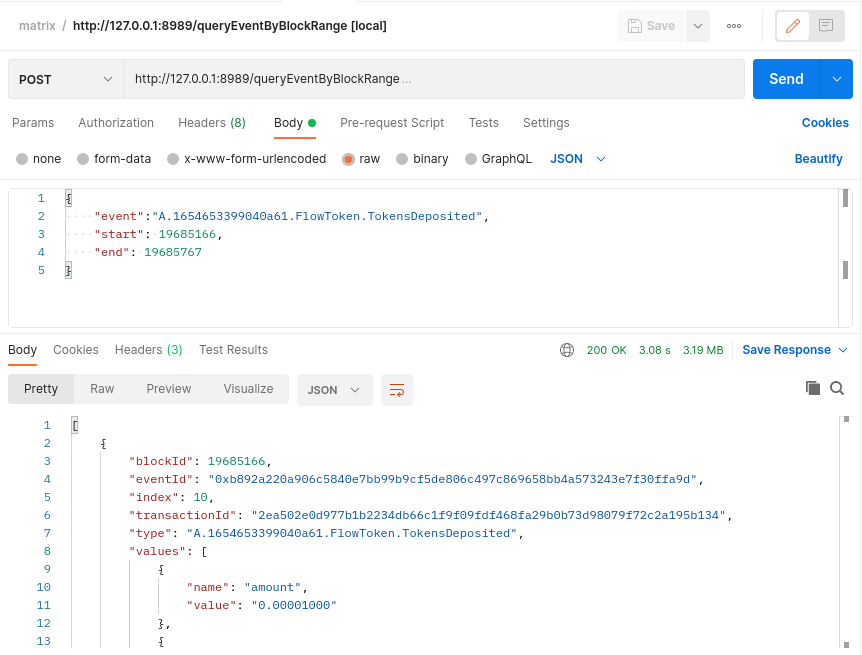 matrix / http://127.0.0.1:8989/queryEventByBlockRange [local] Save
POST http://127.0.0.1:8989/queryEventByBlockRange... Send
Params Authorization Headers (8) Body Pre-request Script Tests Settings Cookies
none form-data x-www-form-urlencoded raw binary GraphQL JSON Beautify
1 {
2 "event":"A.1654653399040a61.FlowToken.TokensDeposited",
3 "start": 19685166,
4 "end": 19685767
5 }
Body Cookies Headers (3) Test Results 200 OK 3.08 s 3.19 MB Save Response
Pretty Raw Preview Visualize JSON
1 [
2 {
3 "blockId": 19685166,
4 "eventId": "0xb892a220a906c5840e7bb99b9cf5de806c497c869658bb4a573243e7f30ffa9d",
5 "index": 10,
6 "transactionId": "2ea502e0d977b1b2234db66c1f9f09fdf468fa29b0b73d98079f72c2a195b134",
7 "type": "A.1654653399040a61.FlowToken.TokensDeposited",
8 "values": [
9 {
10 "name": "amount",
11 "value": "0.00001000"
12 },
13 {